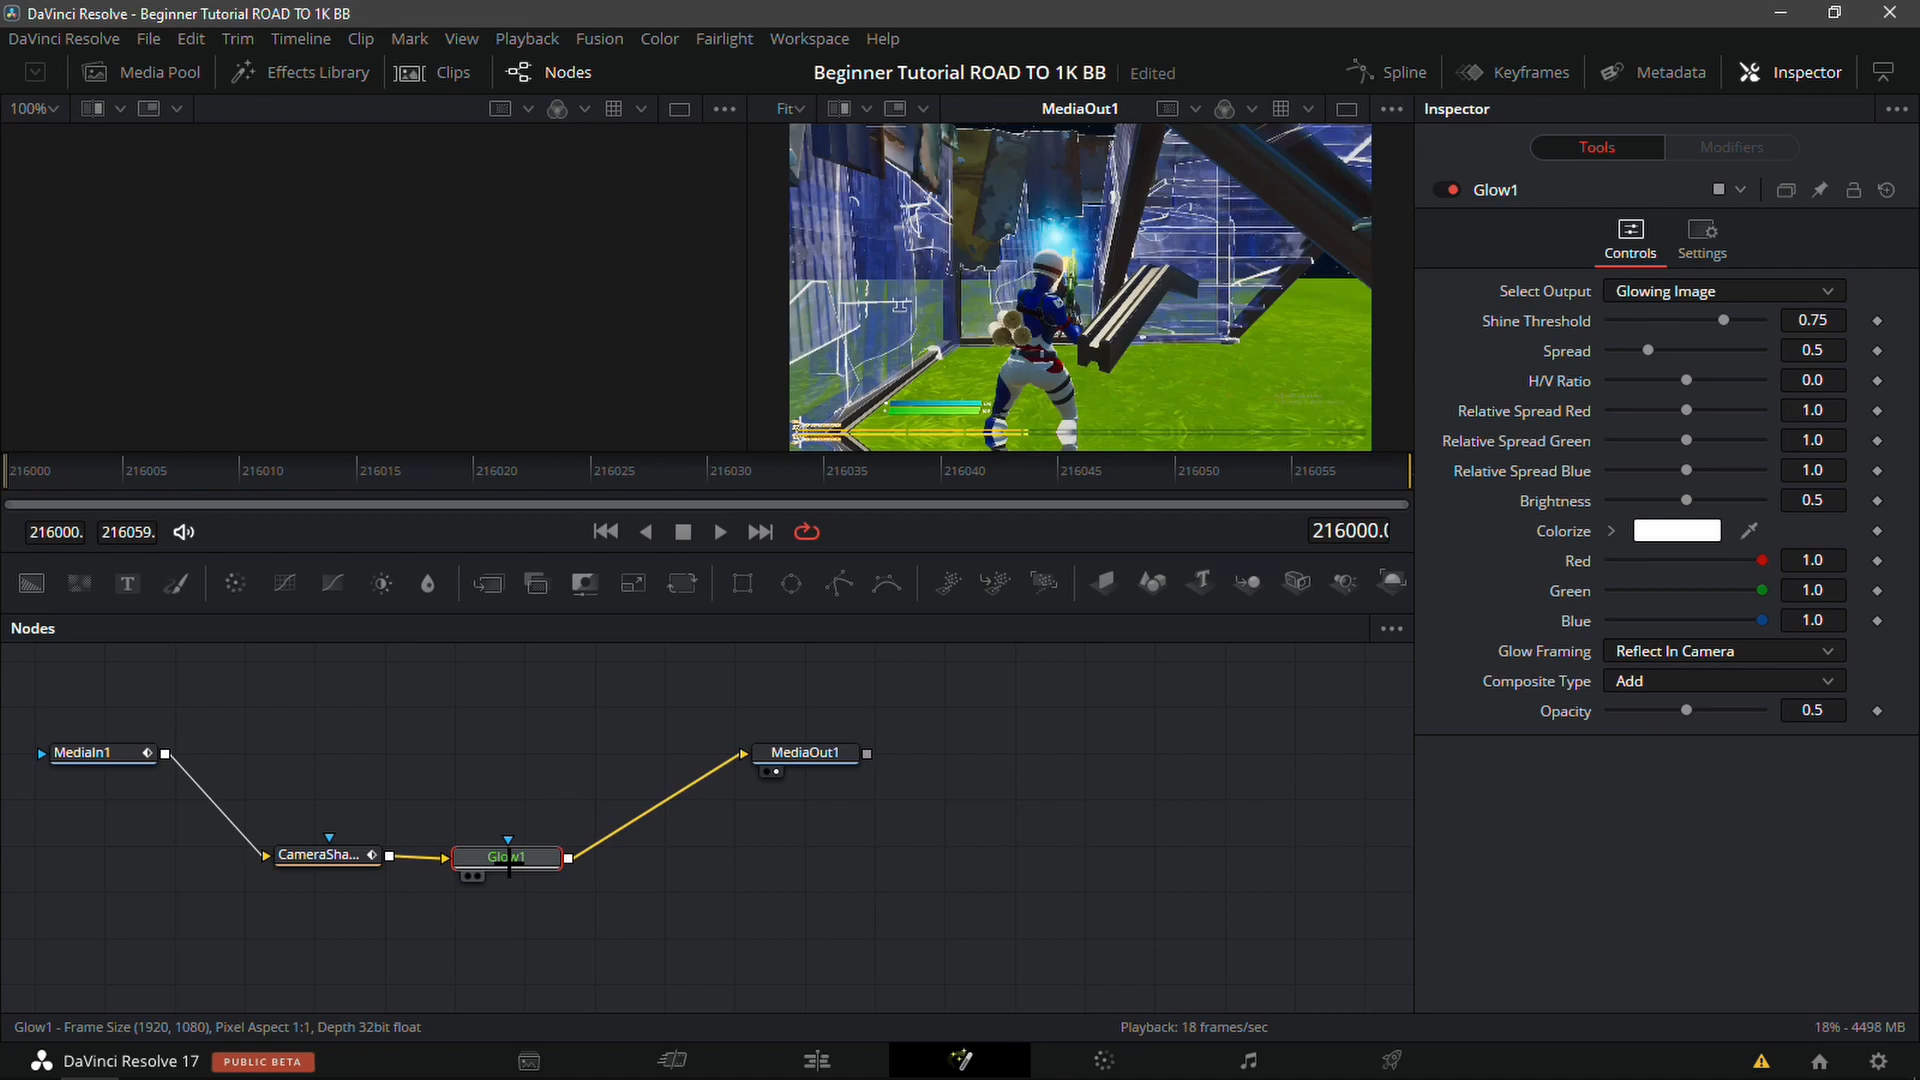 DaVinci Resolve - Beginner Tutorial ROAD TO 1K BB
DaVinci Resolve File Edit Trim Timeline Clip Mark View Playback Fusion Color Fairlight Workspace Help
Media Pool Effects Library Clips Nodes Beginner Tutorial ROAD TO 1K BB Edited Spline Keyframes Metadata Inspector
100% Fit MediaOut1 Inspector
Tools Modifiers
Glow1
Controls Settings
Select Output Glowing Image
Shine Threshold 0.75
Spread 0.5
H/V Ratio 0.0
Relative Spread Red 1.0
Relative Spread Green 1.0
Relative Spread Blue 1.0
Brightness 0.5
Colorize
Red 1.0
Green 1.0
Blue 1.0
Glow Framing Reflect In Camera
Composite Type Add
Opacity 0.5
216000 216005 216010 216015 216020 216025 216030 216035 216040 216045 216050 216055
216000. 216059. 216000.0
T T
Nodes
MediaIn1 MediaOut1
CameraSha... Glow1
Glow1 - Frame Size (1920, 1080), Pixel Aspect 1:1, Depth 32bit float Playback: 18 frames/sec 18% - 4498 MB
DaVinci Resolve 17 PUBLIC BETA